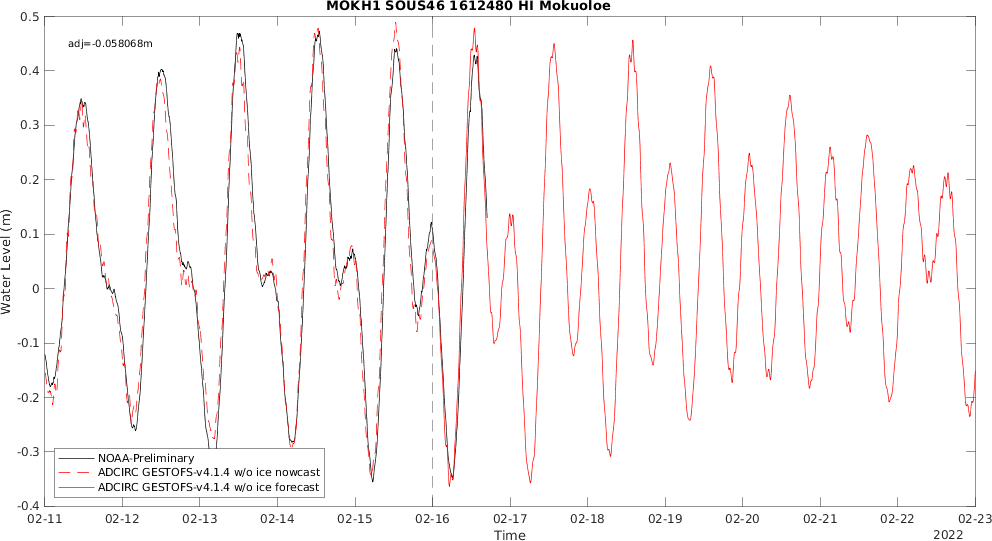 MOKH1 SOUS46 1612480 HI Mokuoloe
adj=-0.058068m
0.5
0.4
0.3
0.2
0.1
0
-0.1
-0.2
-0.3
-0.4
Water Level (m)
NOAA-Preliminary
ADCIRC GESTOFS-v4.1.4 w/o ice nowcast
ADCIRC GESTOFS-v4.1.4 w/o ice forecast
02-11 02-12 02-13 02-14 02-15 02-16 02-17 02-18 02-19 02-20 02-21 02-22 02-23
Time
2022